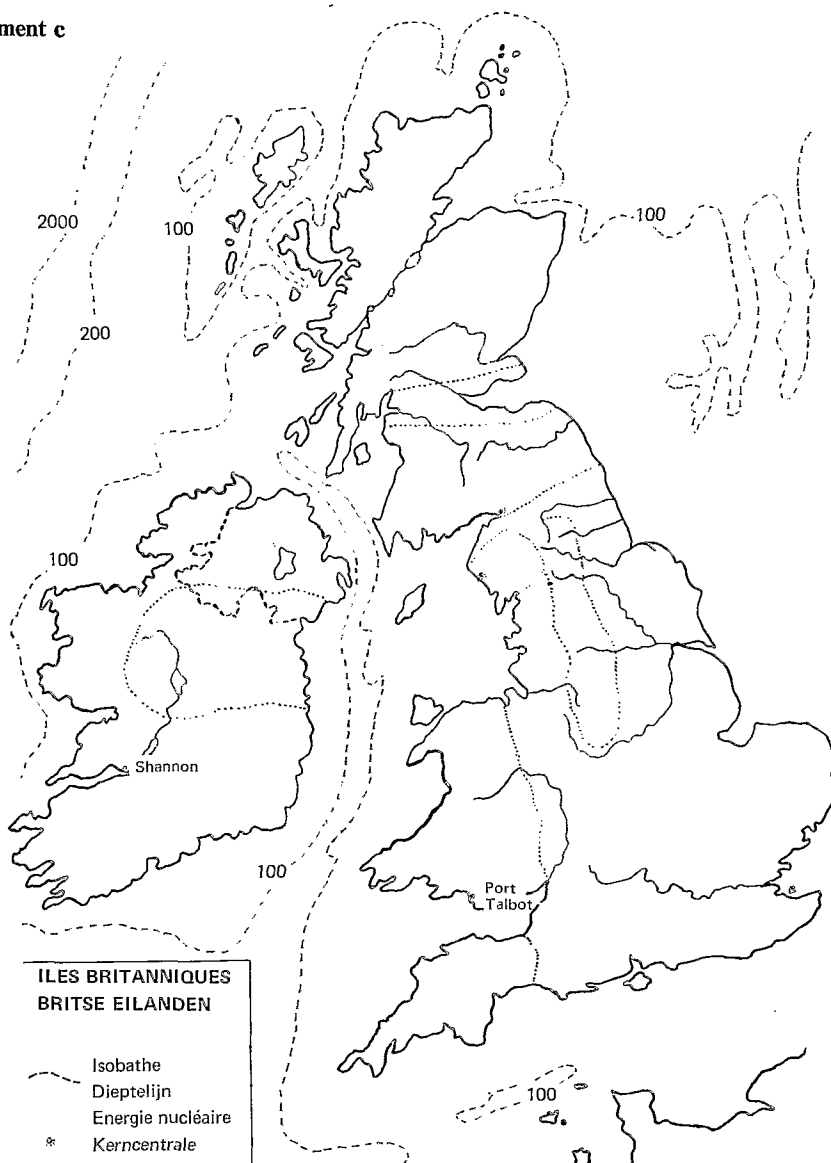 ment c
2000
100
100
200
100
Shannon
100
Port
Talbot
ILES BRITANNIQUES
BRITSE EILANDEN
Isobathe
Dieptelijn
Energie nucléaire
Kerncentrale
100